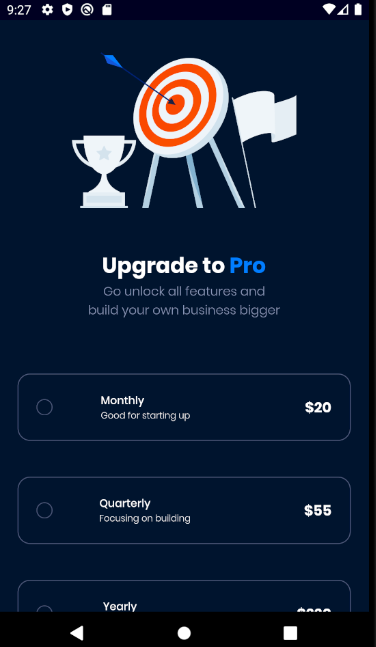 9:27
Upgrade to Pro
Go unlock all features and
build your own business bigger
Monthly
Good for starting up
$20
Quarterly
Focusing on building
$55
Yearly